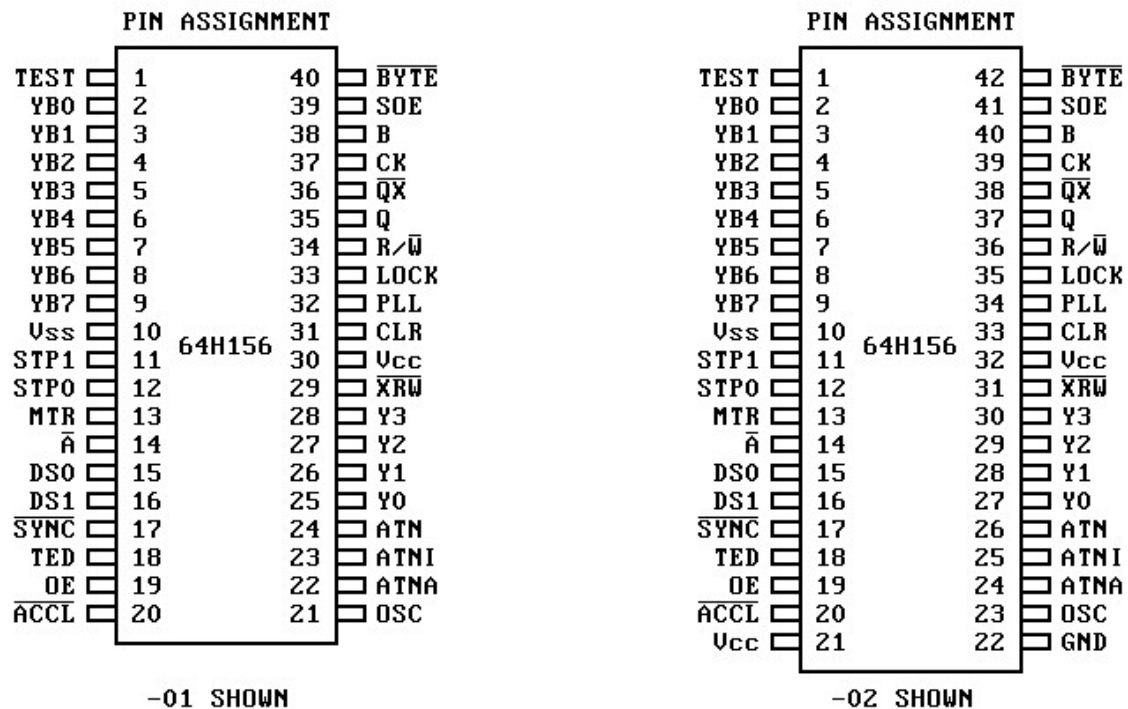 PIN ASSIGNMENT
TEST 1 40 BYTE
YB0 2 39 SOE
YB1 3 38 B
YB2 4 37 CK
YB3 5 36 QX
YB4 6 35 Q
YB5 7 34 R/W
YB6 8 33 LOCK
YB7 9 32 PLL
Vss 10 31 CLR
64H156
STP1 11 30 Vcc
STP0 12 29 XRW
MTR 13 28 Y3
A 14 27 Y2
DS0 15 26 Y1
DS1 16 25 Y0
SYNC 17 24 ATN
TED 18 23 ATNI
OE 19 22 ATNA
ACCL 20 21 OSC
-01 SHOWN
PIN ASSIGNMENT
TEST 1 42 BYTE
YB0 2 41 SOE
YB1 3 40 B
YB2 4 39 CK
YB3 5 38 QX
YB4 6 37 Q
YB5 7 36 R/W
YB6 8 35 LOCK
YB7 9 34 PLL
Vss 10 33 CLR
64H156
STP1 11 32 Vcc
STP0 12 31 XRW
MTR 13 30 Y3
A 14 29 Y2
DS0 15 28 Y1
DS1 16 27 Y0
SYNC 17 26 ATN
TED 18 25 ATNI
OE 19 24 ATNA
ACCL 20 23 OSC
Vcc 21 22 GND
-02 SHOWN